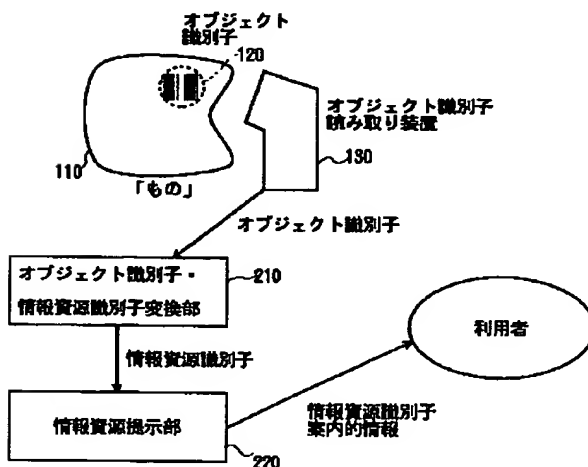 オブジェクト
識別子
120
オブジェクト識別子
読み取り装置
130
110
「もの」
オブジェクト識別子
オブジェクト識別子・
情報資源識別子変換部
210
情報資源識別子
利用者
情報資源提示部
220
情報資源識別子
案内的情報